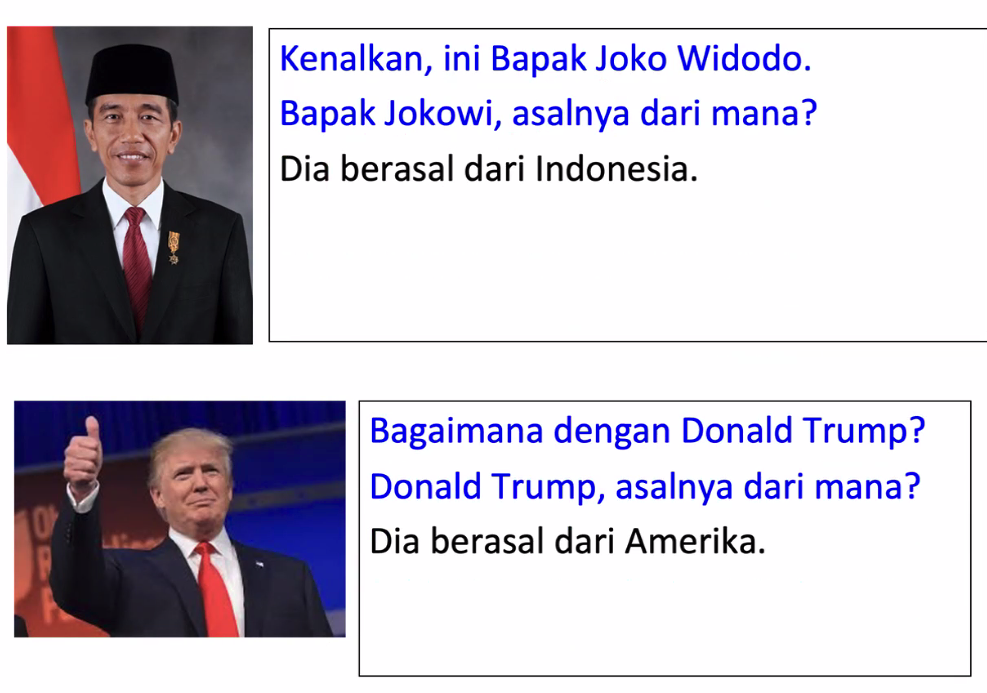 Kenalkan, ini Bapak Joko Widodo.
Bapak Jokowi, asalnya dari mana?
Dia berasal dari Indonesia.
Bagaimana dengan Donald Trump?
Donald Trump, asalnya dari mana?
Dia berasal dari Amerika.